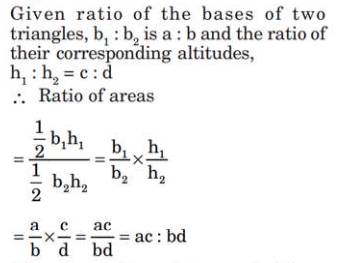 Given ratio of the bases of two
triangles, b₁ : b₂ is a : b and the ratio of
their corresponding altitudes,
h₁ : h₂ = c : d
∴ Ratio of areas
= (1/2 b₁h₁)/(1/2 b₂h₂) = b₁/b₂ × h₁/h₂
= a/b × c/d = ac/bd = ac : bd